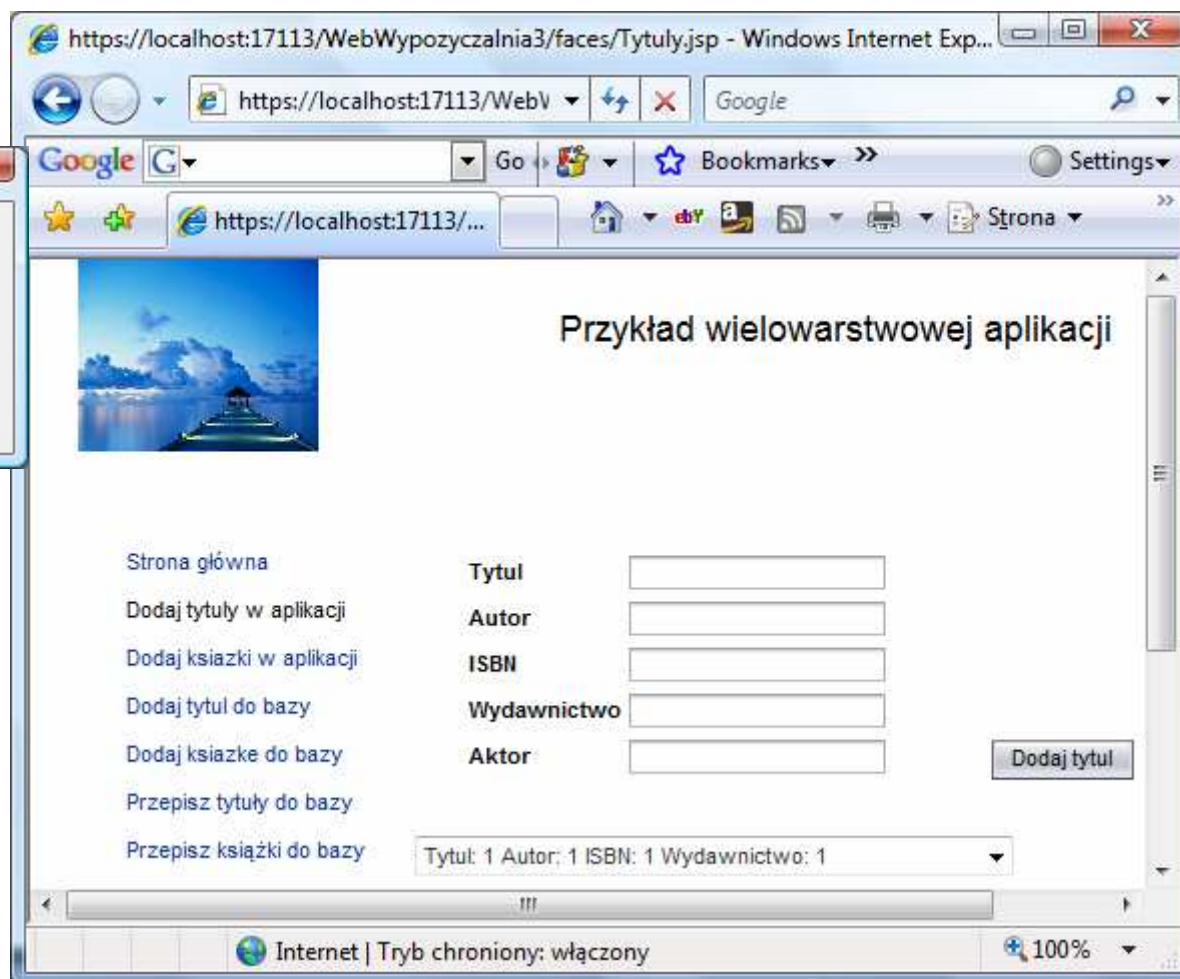 https://localhost:17113/WebWypozyczalnia3/faces/Tytuly.jsp - Windows Internet Exp...
https://localhost:17113/WebW
Google
Google G Go Bookmarks Settings
https://localhost:17113/... ebY a Strona
Przykład wielowarstwowej aplikacji
Strona główna
Dodaj tytuly w aplikacji
Dodaj ksiazki w aplikacji
Dodaj tytul do bazy
Dodaj ksiazke do bazy
Przepisz tytuły do bazy
Przepisz książki do bazy
Tytul
Autor
ISBN
Wydawnictwo
Aktor
Dodaj tytul
Tytul: 1 Autor: 1 ISBN: 1 Wydawnictwo: 1
Internet | Tryb chroniony: włączony
100%